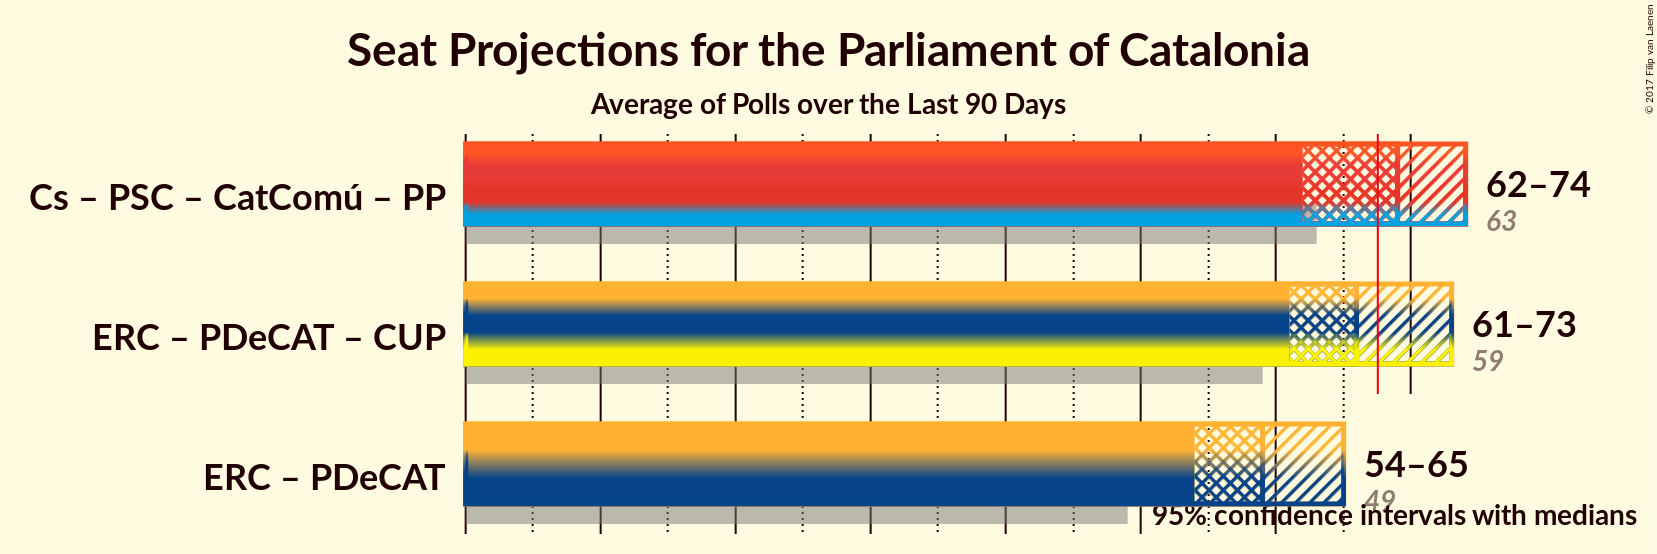 Seat Projections for the Parliament of Catalonia
Average of Polls over the Last 90 Days
© 2017 Filip van Laenen
Cs – PSC – CatComú – PP
62–74
63
ERC – PDeCAT – CUP
61–73
59
ERC – PDeCAT
54–65
49
95% confidence intervals with medians